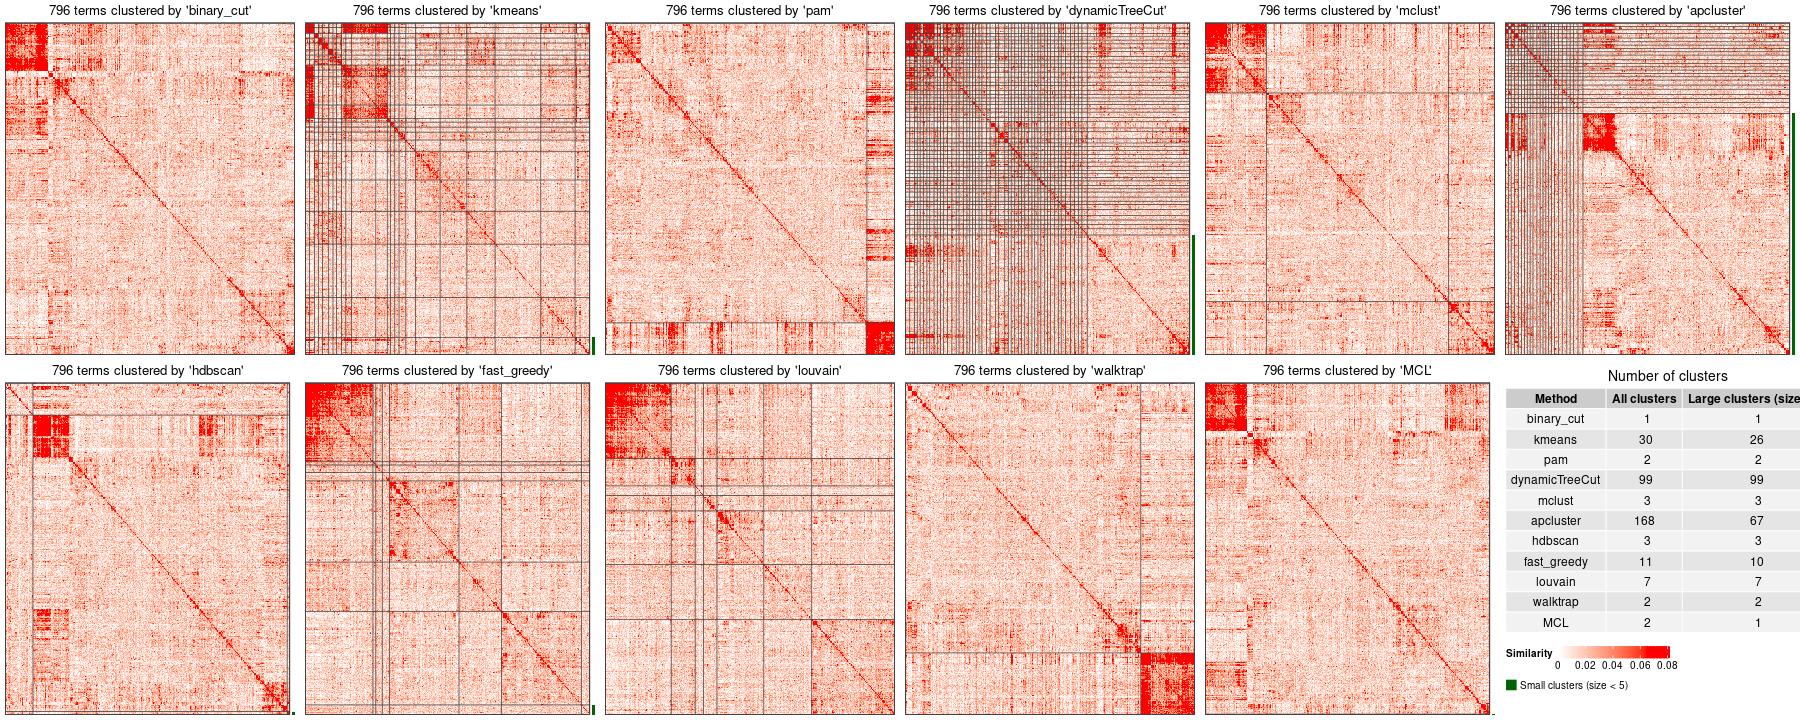 796 terms clustered by 'binary_cut'
796 terms clustered by 'kmeans'
796 terms clustered by 'pam'
796 terms clustered by 'dynamicTreeCut'
796 terms clustered by 'mclust'
796 terms clustered by 'apcluster'
796 terms clustered by 'hdbscan'
796 terms clustered by 'fast_greedy'
796 terms clustered by 'louvain'
796 terms clustered by 'walktrap'
796 terms clustered by 'MCL'
Number of clusters
Method All clusters Large clusters (size
binary_cut 1 1
kmeans 30 26
pam 2 2
dynamicTreeCut 99 99
mclust 3 3
apcluster 168 67
hdbscan 3 3
fast_greedy 11 10
louvain 7 7
walktrap 2 2
MCL 2 1
Similarity
0 0.02 0.04 0.06 0.08
Small clusters (size < 5)